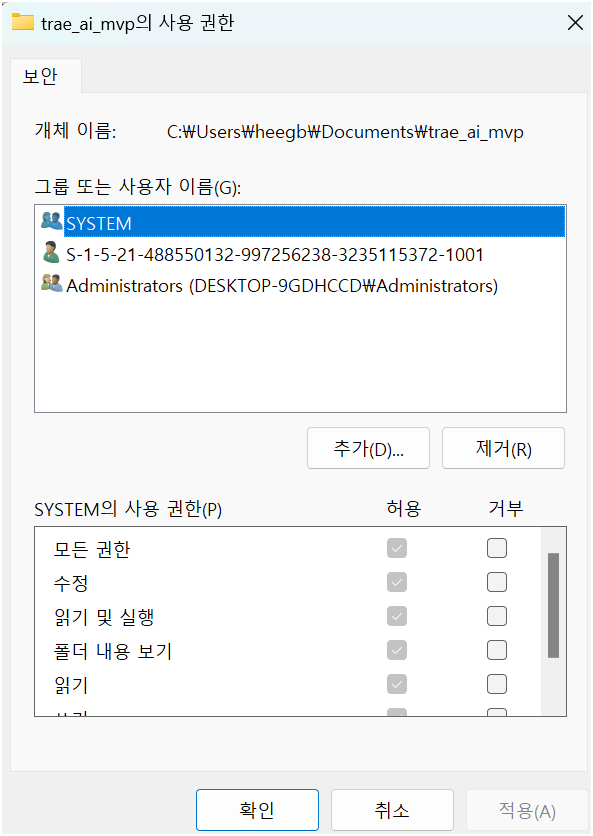 trae_ai_mvp의 사용 권한
보안
개체 이름: C:₩Users₩heegb₩Documents₩trae_ai_mvp
그룹 또는 사용자 이름(G):
SYSTEM
S-1-5-21-488550132-997256238-3235115372-1001
Administrators (DESKTOP-9GDHCCD₩Administrators)
추가(D)... 제거(R)
SYSTEM의 사용 권한(P) 허용 거부
모든 권한
수정
읽기 및 실행
폴더 내용 보기
읽기
확인 취소 적용(A)